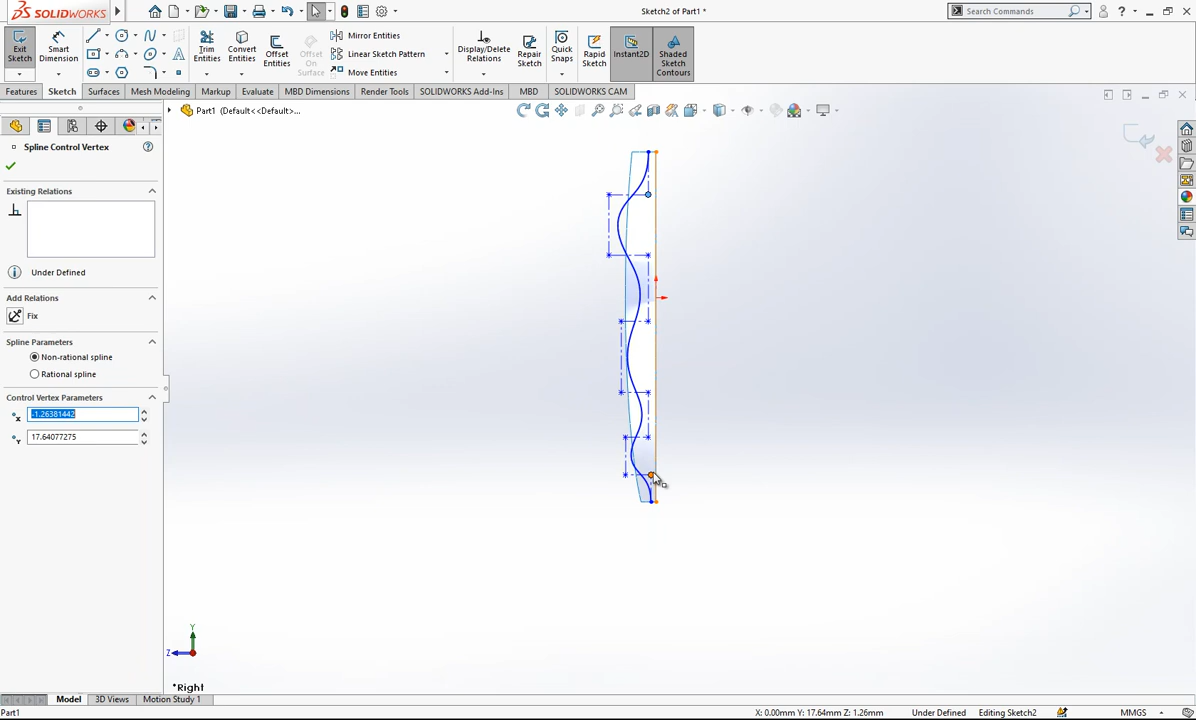 SOLIDWORKS
Sketch2 of Part1 *
Search Commands
Exit Sketch
Smart Dimension
Trim Entities
Convert Entities
Offset Entities
Offset On Surface
Mirror Entities
Linear Sketch Pattern
Move Entities
Display/Delete Relations
Repair Sketch
Quick Snaps
Rapid Sketch
Instant2D
Shaded Sketch Contours
Features
Sketch
Surfaces
Mesh Modeling
Markup
Evaluate
MBD Dimensions
Render Tools
SOLIDWORKS Add-Ins
MBD
SOLIDWORKS CAM
Part1 (Default<<Default>...
Spline Control Vertex
Existing Relations
Under Defined
Add Relations
Fix
Spline Parameters
Non-rational spline
Rational spline
Control Vertex Parameters
X -1.26381442
Y 17.64077275
Y
Z
*Right
Model
3D Views
Motion Study 1
Part1
X: 0.00mm Y: 17.64mm Z: 1.26mm
Under Defined
Editing Sketch2
MMGS